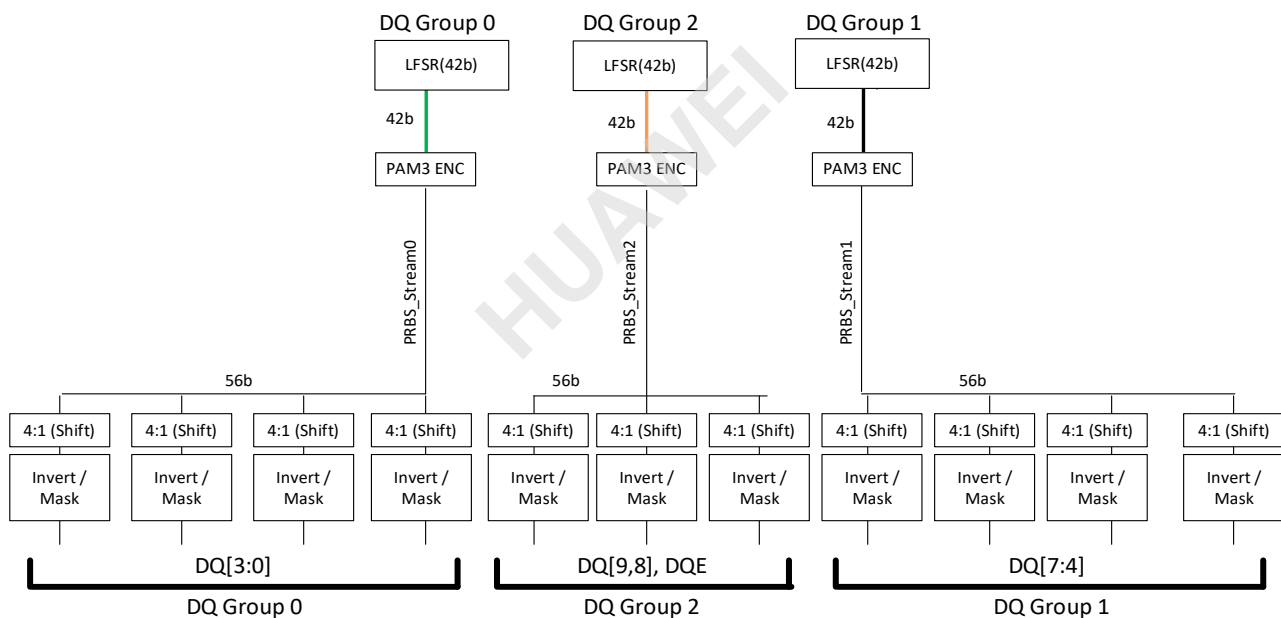 DQ Group 0
DQ Group 2
DQ Group 1
LFSR(42b)
LFSR(42b)
LFSR(42b)
42b
42b
42b
PAM3 ENC
PAM3 ENC
PAM3 ENC
HUAWEI
PRBS_Stream0
PRBS_Stream2
PRBS_Stream1
56b
56b
56b
4:1 (Shift)
4:1 (Shift)
4:1 (Shift)
4:1 (Shift)
4:1 (Shift)
4:1 (Shift)
4:1 (Shift)
4:1 (Shift)
4:1 (Shift)
4:1 (Shift)
4:1 (Shift)
Invert /
Mask
Invert /
Mask
Invert /
Mask
Invert /
Mask
Invert /
Mask
Invert /
Mask
Invert /
Mask
Invert /
Mask
Invert /
Mask
Invert /
Mask
Invert /
Mask
DQ[3:0]
DQ[9,8], DQE
DQ[7:4]
DQ Group 0
DQ Group 2
DQ Group 1